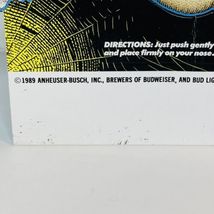 DIRECTIONS: Just push gently
and place firmly on your nose.
©1989 ANHEUSER-BUSCH, INC., BREWERS OF BUDWEISER, AND BUD LIG